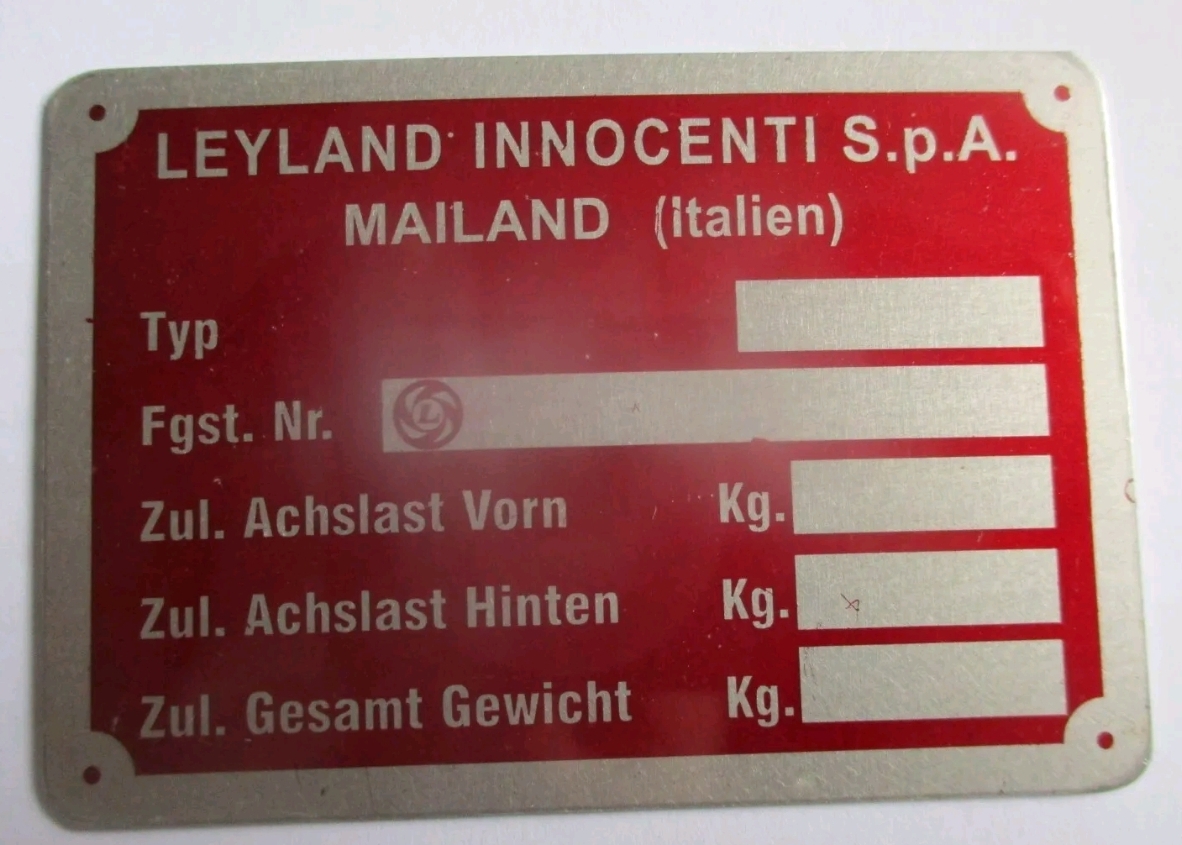 LEYLAND INNOCENTI S.p.A.
MAILAND (Italien)
Typ
Fgst. Nr. L
Zul. Achslast Vorn Kg.
Zul. Achslast Hinten Kg.
Zul. Gesamt Gewicht Kg.